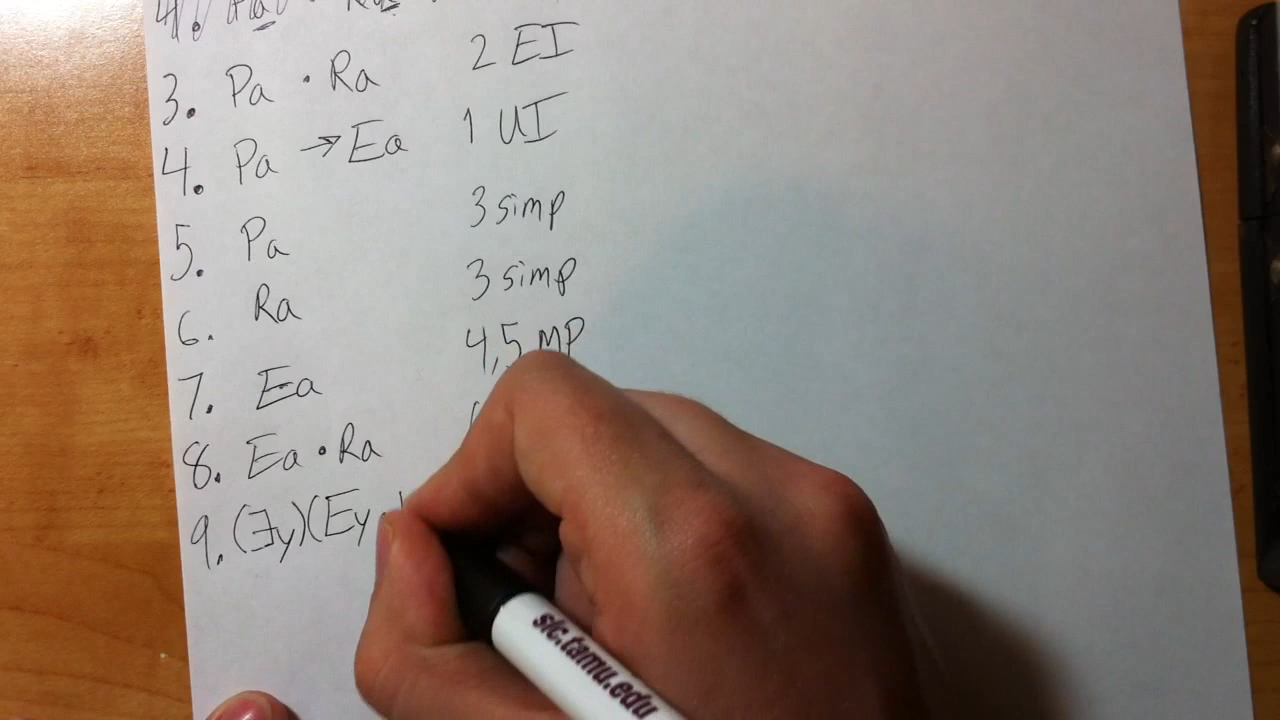 3. Pa · Ra 2 EI
4. Pa → Ea 1 UI
5. Pa 3 simp
6. Ra 3 simp
7. Ea 4,5 MP
8. Ea · Ra
9. (∃y)(Ey
slc.tamu.edu